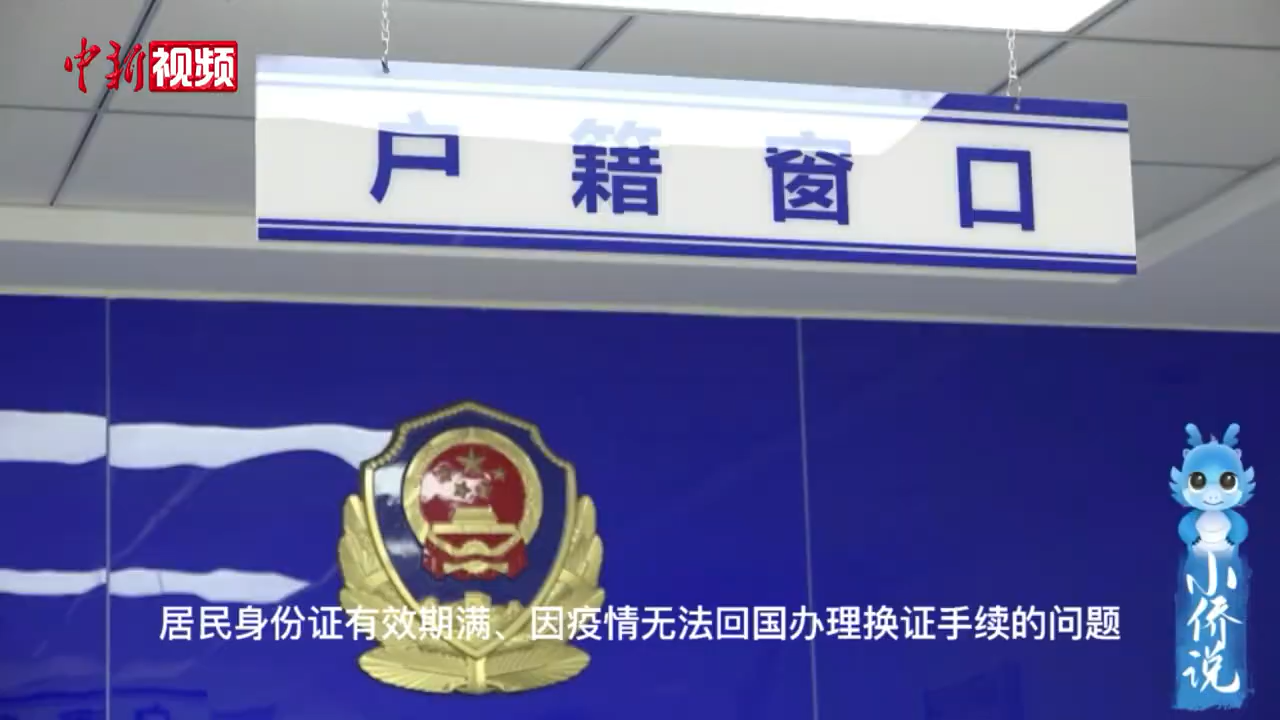 中新视频
户籍窗口
居民身份证有效期满、因疫情无法回国办理换证手续的问题
小侨说